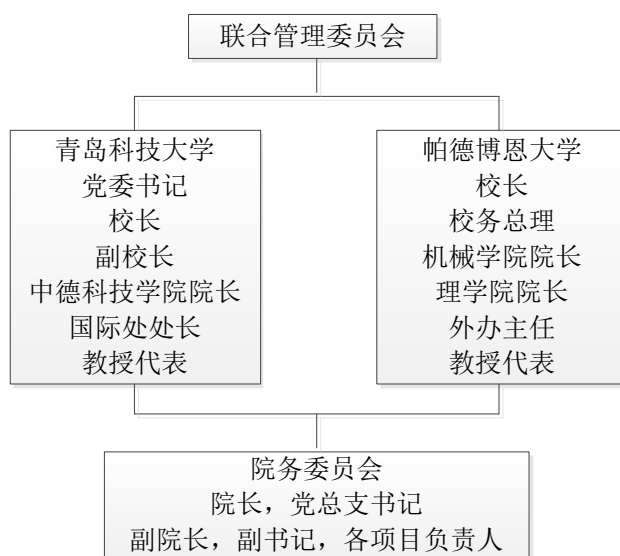 联合管理委员会
青岛科技大学
党委书记
校长
副校长
中德科技学院院长
国际处处长
教授代表
帕德博恩大学
校长
校务总理
机械学院院长
理学院院长
外办主任
教授代表
院务委员会
院长，党总支书记
副院长，副书记，各项目负责人